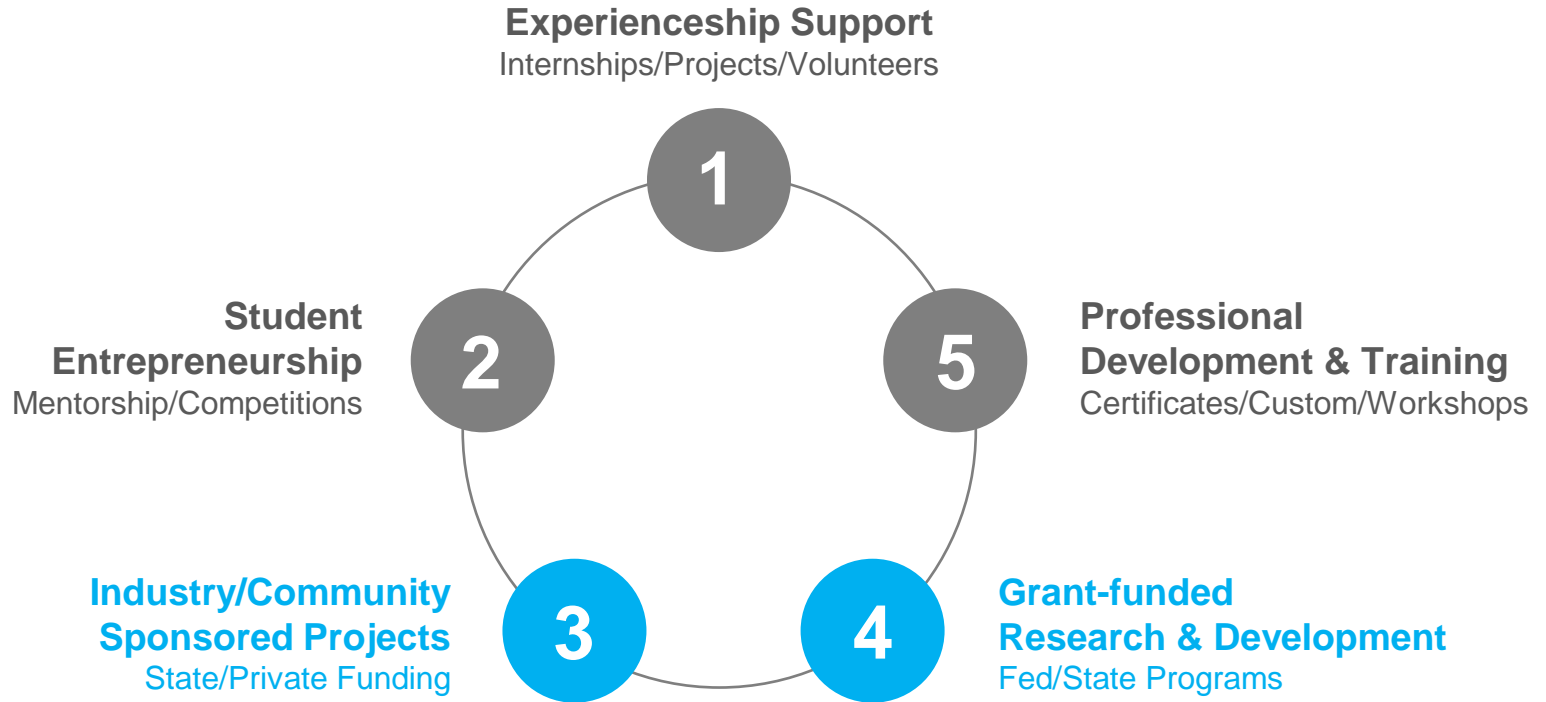 Experienceship Support
Internships/Projects/Volunteers
1
Student
Entrepreneurship
Mentorship/Competitions
2
5
Professional
Development & Training
Certificates/Custom/Workshops
Industry/Community
Sponsored Projects
State/Private Funding
3
4
Grant-funded
Research & Development
Fed/State Programs